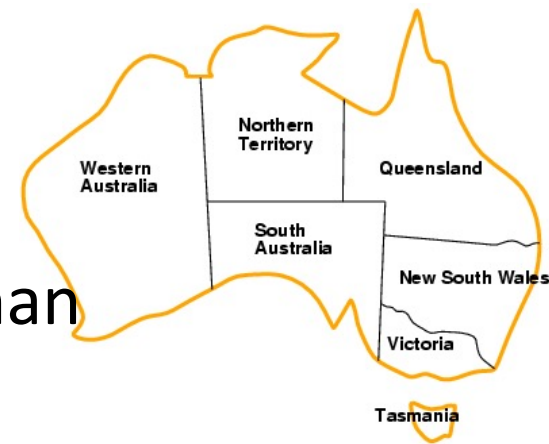 Northern
Territory
Western
Australia
Queensland
South
Australia
New South Wales
Victoria
Tasmania